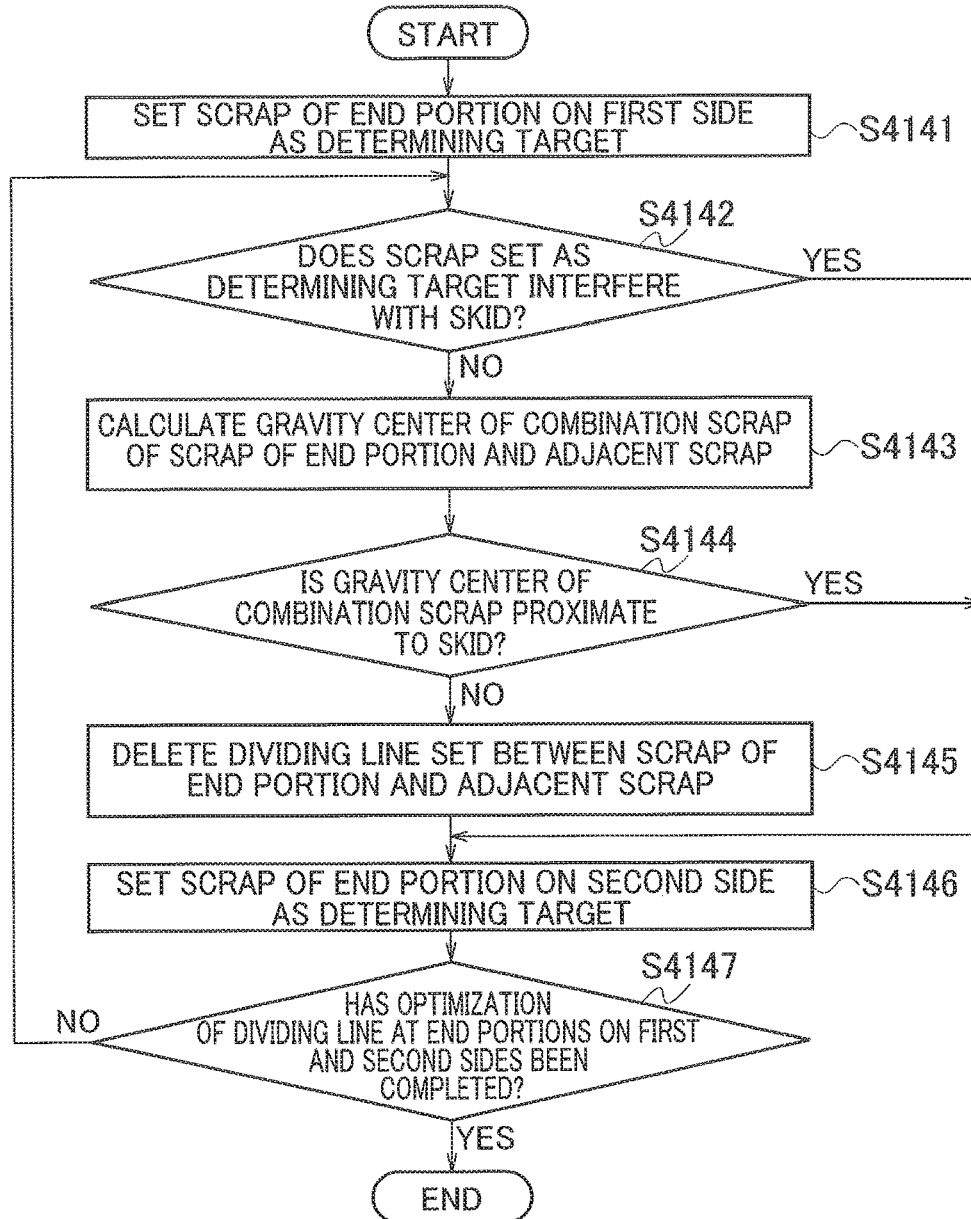 START
SET SCRAP OF END PORTION ON FIRST SIDE
AS DETERMINING TARGET
S4141
S4142
DOES SCRAP SET AS
DETERMINING TARGET INTERFERE
WITH SKID?
YES
NO
CALCULATE GRAVITY CENTER OF COMBINATION SCRAP
OF SCRAP OF END PORTION AND ADJACENT SCRAP
S4143
S4144
IS GRAVITY CENTER OF
COMBINATION SCRAP PROXIMATE
TO SKID?
YES
NO
DELETE DIVIDING LINE SET BETWEEN SCRAP OF
END PORTION AND ADJACENT SCRAP
S4145
SET SCRAP OF END PORTION ON SECOND SIDE
AS DETERMINING TARGET
S4146
S4147
NO
HAS OPTIMIZATION
OF DIVIDING LINE AT END PORTIONS ON FIRST
AND SECOND SIDES BEEN
COMPLETED?
YES
END